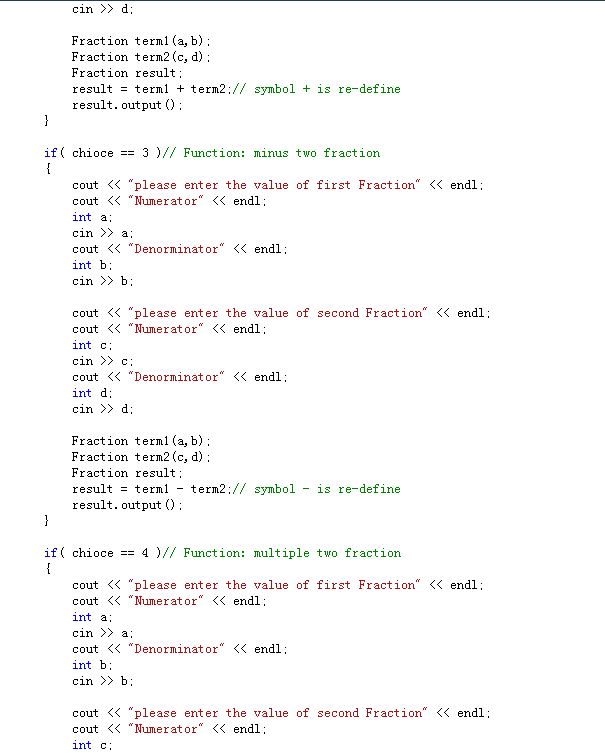 cin >> d;
Fraction term1(a,b);
Fraction term2(c,d);
Fraction result;
result = term1 + term2;// symbol + is re-define
result.output();
}
if( chioce == 3 )// Function: minus two fraction
{
cout << "please enter the value of first Fraction" << endl;
cout << "Numerator" << endl;
int a;
cin >> a;
cout << "Denorminator" << endl;
int b;
cin >> b;
cout << "please enter the value of second Fraction" << endl;
cout << "Numerator" << endl;
int c;
cin >> c;
cout << "Denorminator" << endl;
int d;
cin >> d;
Fraction term1(a,b);
Fraction term2(c,d);
Fraction result;
result = term1 - term2;// symbol - is re-define
result.output();
}
if( chioce == 4 )// Function: multiple two fraction
{
cout << "please enter the value of first Fraction" << endl;
cout << "Numerator" << endl;
int a;
cin >> a;
cout << "Denorminator" << endl;
int b;
cin >> b;
cout << "please enter the value of second Fraction" << endl;
cout << "Numerator" << endl;
int c;